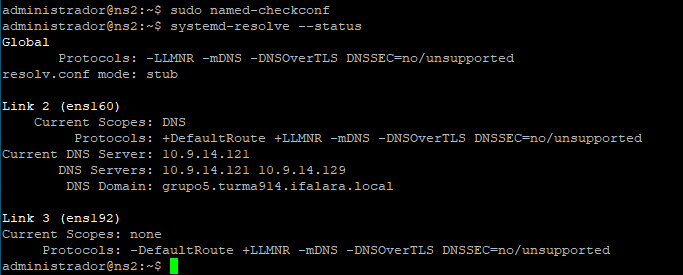 administrador@ns2:~$ sudo named-checkconf
administrador@ns2:~$ systemd-resolve --status
Global
Protocols: -LLMNR -mDNS -DNSOverTLS DNSSEC=no/unsupported
resolv.conf mode: stub
Link 2 (ens160)
Current Scopes: DNS
Protocols: +DefaultRoute +LLMNR -mDNS -DNSOverTLS DNSSEC=no/unsupported
Current DNS Server: 10.9.14.121
DNS Servers: 10.9.14.121 10.9.14.129
DNS Domain: grupo5.turma914.ifalara.local
Link 3 (ens192)
Current Scopes: none
Protocols: -DefaultRoute +LLMNR -mDNS -DNSOverTLS DNSSEC=no/unsupported
administrador@ns2:~$